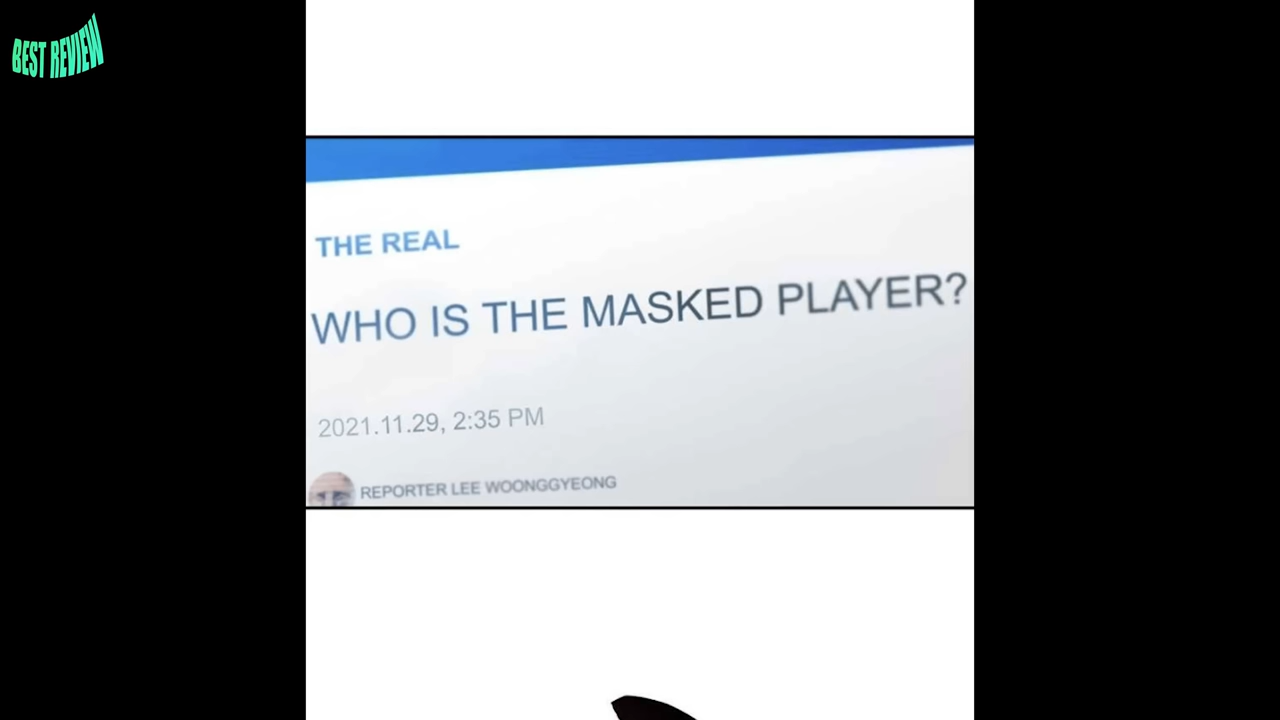 BEST REVIEW
THE REAL
WHO IS THE MASKED PLAYER?
2021.11.29, 2:35 PM
REPORTER LEE WOONGGYEONG